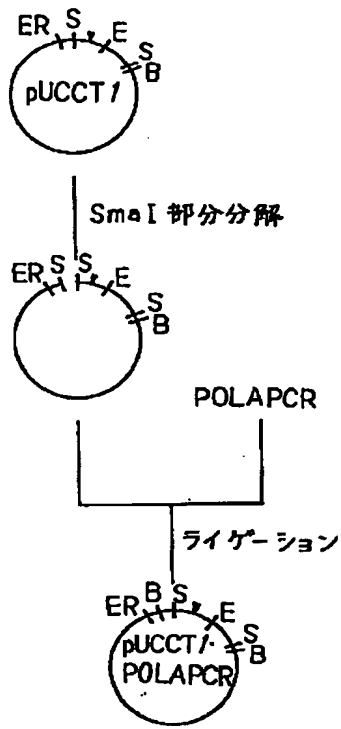 ER S E S B
pUCCT1
SmaI 部分分解
ER S S E S B
POLAPCR
ライゲーション
ER B S E S B
pUCCT1·
POLAPCR